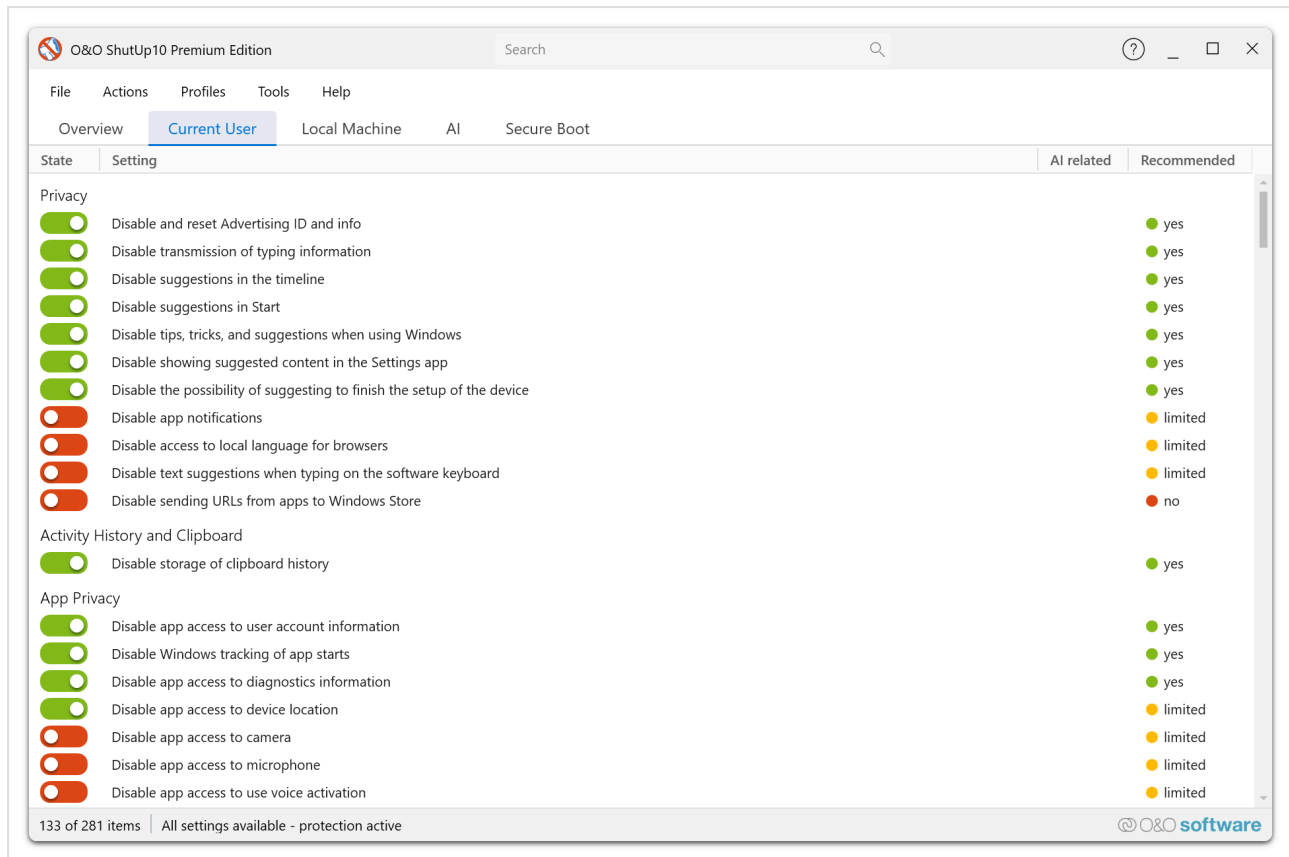 O&O ShutUp10 Premium Edition
Search
?
File Actions Profiles Tools Help
Overview Current User Local Machine AI Secure Boot
State Setting AI related Recommended
Privacy
Disable and reset Advertising ID and info yes
Disable transmission of typing information yes
Disable suggestions in the timeline yes
Disable suggestions in Start yes
Disable tips, tricks, and suggestions when using Windows yes
Disable showing suggested content in the Settings app yes
Disable the possibility of suggesting to finish the setup of the device yes
Disable app notifications limited
Disable access to local language for browsers limited
Disable text suggestions when typing on the software keyboard limited
Disable sending URLs from apps to Windows Store no
Activity History and Clipboard
Disable storage of clipboard history yes
App Privacy
Disable app access to user account information yes
Disable Windows tracking of app starts yes
Disable app access to diagnostics information yes
Disable app access to device location limited
Disable app access to camera limited
Disable app access to microphone limited
Disable app access to use voice activation limited
133 of 281 items All settings available - protection active O&O software